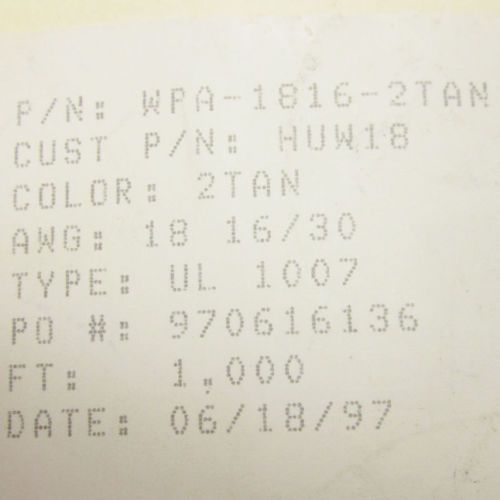 P/N: WPA-1816-2TAN
CUST P/N: HUW18
COLOR: 2TAN
AWG: 18 16/30
TYPE: UL 1007
PO #: 970616136
FT: 1,000
DATE: 06/18/97